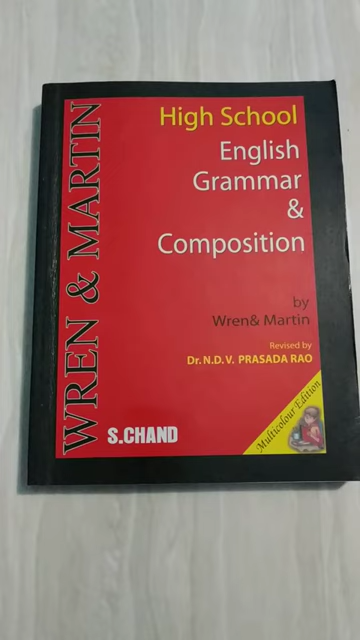 WREN & MARTIN
High School
English
Grammar
&
Composition
by
Wren& Martin
Revised by
Dr. N.D. V. PRASADA RAO
S.CHAND
Multicolour Edition